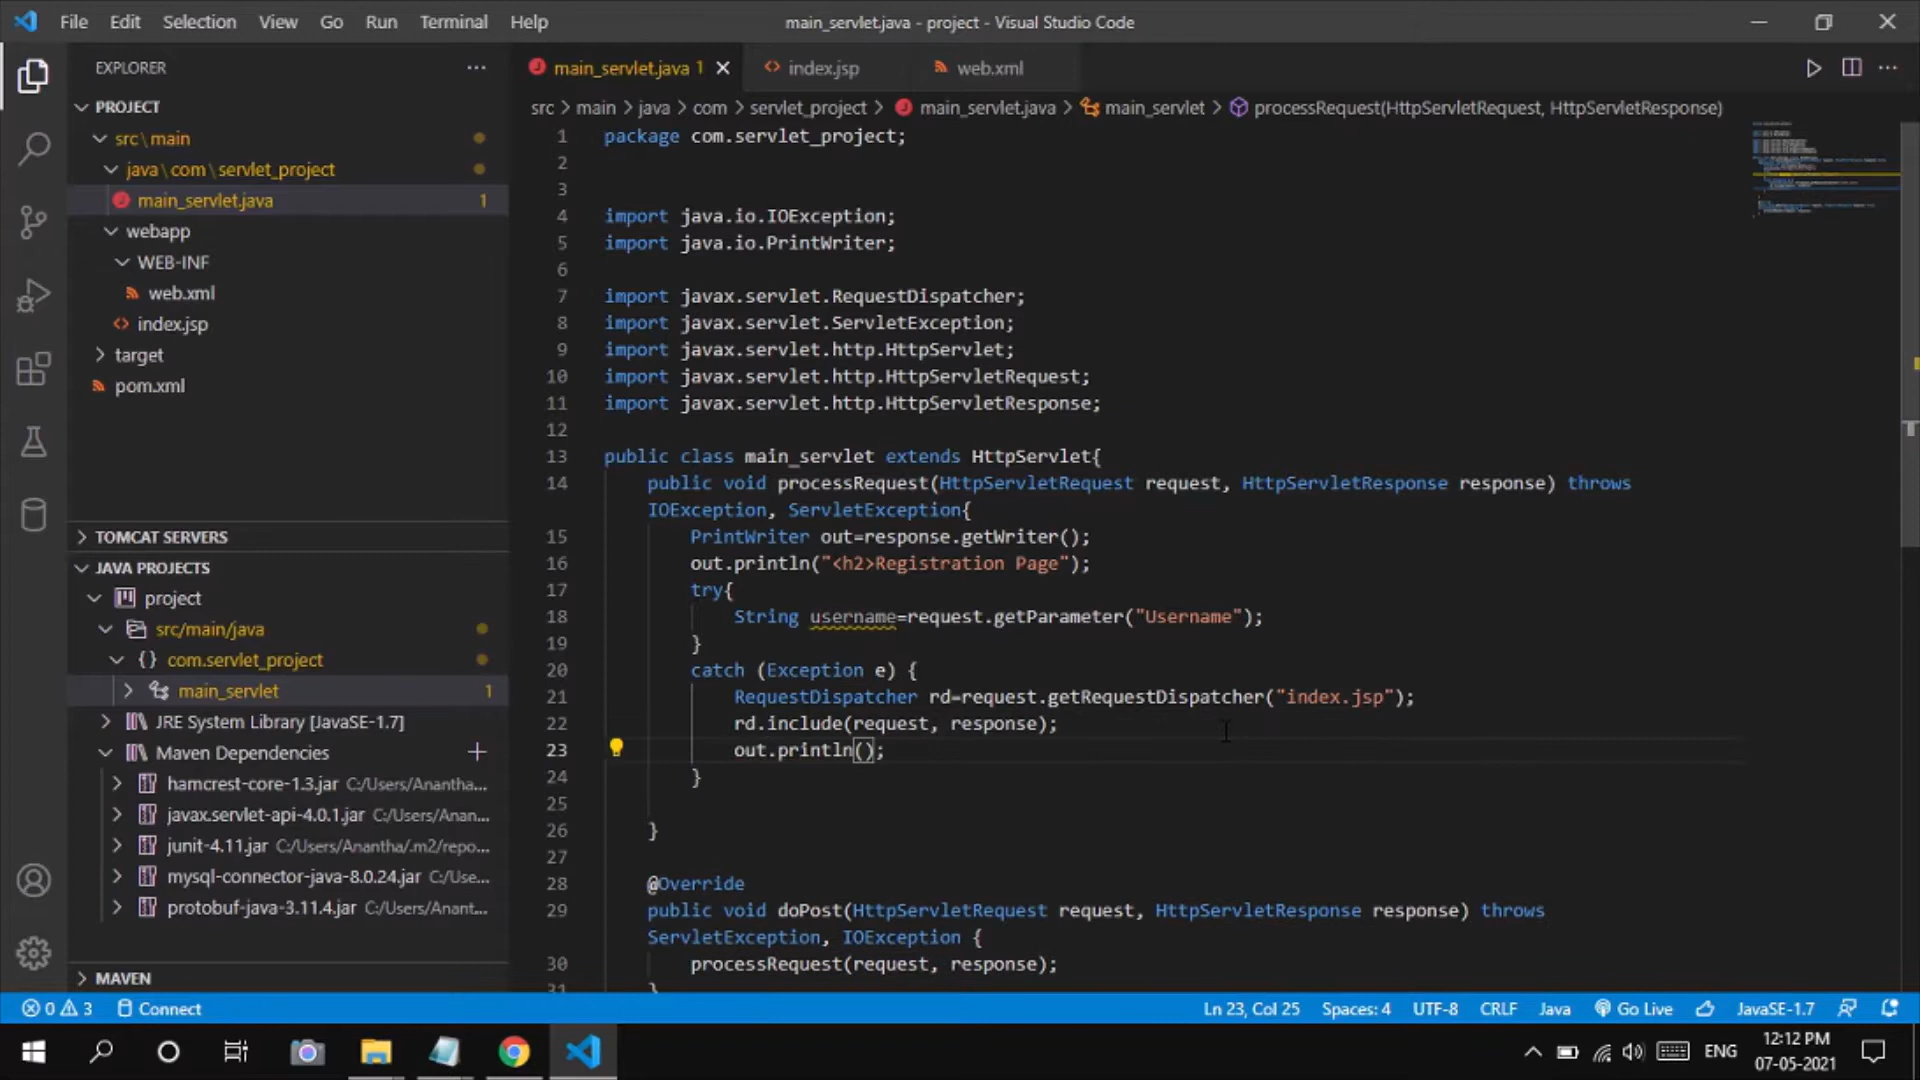 File Edit Selection View Go Run Terminal Help
main_servlet.java - project - Visual Studio Code
EXPLORER
PROJECT
src\main
java\com\servlet_project
main_servlet.java 1
webapp
WEB-INF
web.xml
index.jsp
target
pom.xml
TOMCAT SERVERS
JAVA PROJECTS
project
src/main/java
{} com.servlet_project
main_servlet 1
JRE System Library [JavaSE-1.7]
Maven Dependencies
hamcrest-core-1.3.jar C:/Users/Anantha...
javax.servlet-api-4.0.1.jar C:/Users/Anan...
junit-4.11.jar C:/Users/Anantha/.m2/repo...
mysql-connector-java-8.0.24.jar C:/Use...
protobuf-java-3.11.4.jar C:/Users/Anant...
MAVEN
main_servlet.java 1 index.jsp web.xml
src > main > java > com > servlet_project > main_servlet.java > main_servlet > processRequest(HttpServletRequest, HttpServletResponse)
1 package com.servlet_project;
2
3
4 import java.io.IOException;
5 import java.io.PrintWriter;
6
7 import javax.servlet.RequestDispatcher;
8 import javax.servlet.ServletException;
9 import javax.servlet.http.HttpServlet;
10 import javax.servlet.http.HttpServletRequest;
11 import javax.servlet.http.HttpServletResponse;
12
13 public class main_servlet extends HttpServlet{
14 public void processRequest(HttpServletRequest request, HttpServletResponse response) throws
IOException, ServletException{
15 PrintWriter out=response.getWriter();
16 out.println("<h2>Registration Page");
17 try{
18 String username=request.getParameter("Username");
19 }
20 catch (Exception e) {
21 RequestDispatcher rd=request.getRequestDispatcher("index.jsp");
22 rd.include(request, response);
23 out.println();
24 }
25
26 }
27
28 @Override
29 public void doPost(HttpServletRequest request, HttpServletResponse response) throws
ServletException, IOException {
30 processRequest(request, response);
31 }
0 3 Connect Ln 23, Col 25 Spaces: 4 UTF-8 CRLF Java Go Live JavaSE-1.7
ENG
12:12 PM
07-05-2021